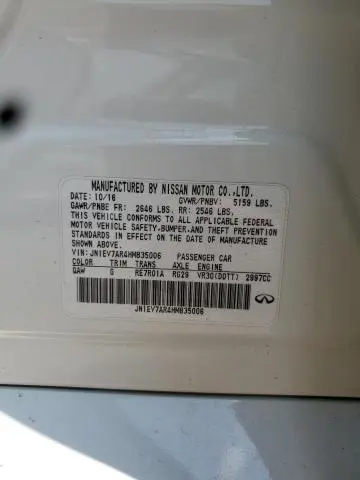 MANUFACTURED BY NISSAN MOTOR CO.,LTD.
DATE: 10/16 GVWR/PNBV: 5159 LBS.
GAWR/PNBE FR: 2646 LBS. RR: 2546 LBS.
THIS VEHICLE CONFORMS TO ALL APPLICABLE FEDERAL
MOTOR VEHICLE SAFETY,BUMPER,AND THEFT PREVENTION
STANDARDS IN EFFECT ON THE DATE OF MANUFACTURE
SHOWN ABOVE.
VIN: JN1EV7AR4HM835006 PASSENGER CAR
COLOR TRIM TRANS AXLE ENGINE
QAW G RE7R01A RG29 VR30(DDTT) 2997CC
JN1EV7AR4HM835006
INFINITI